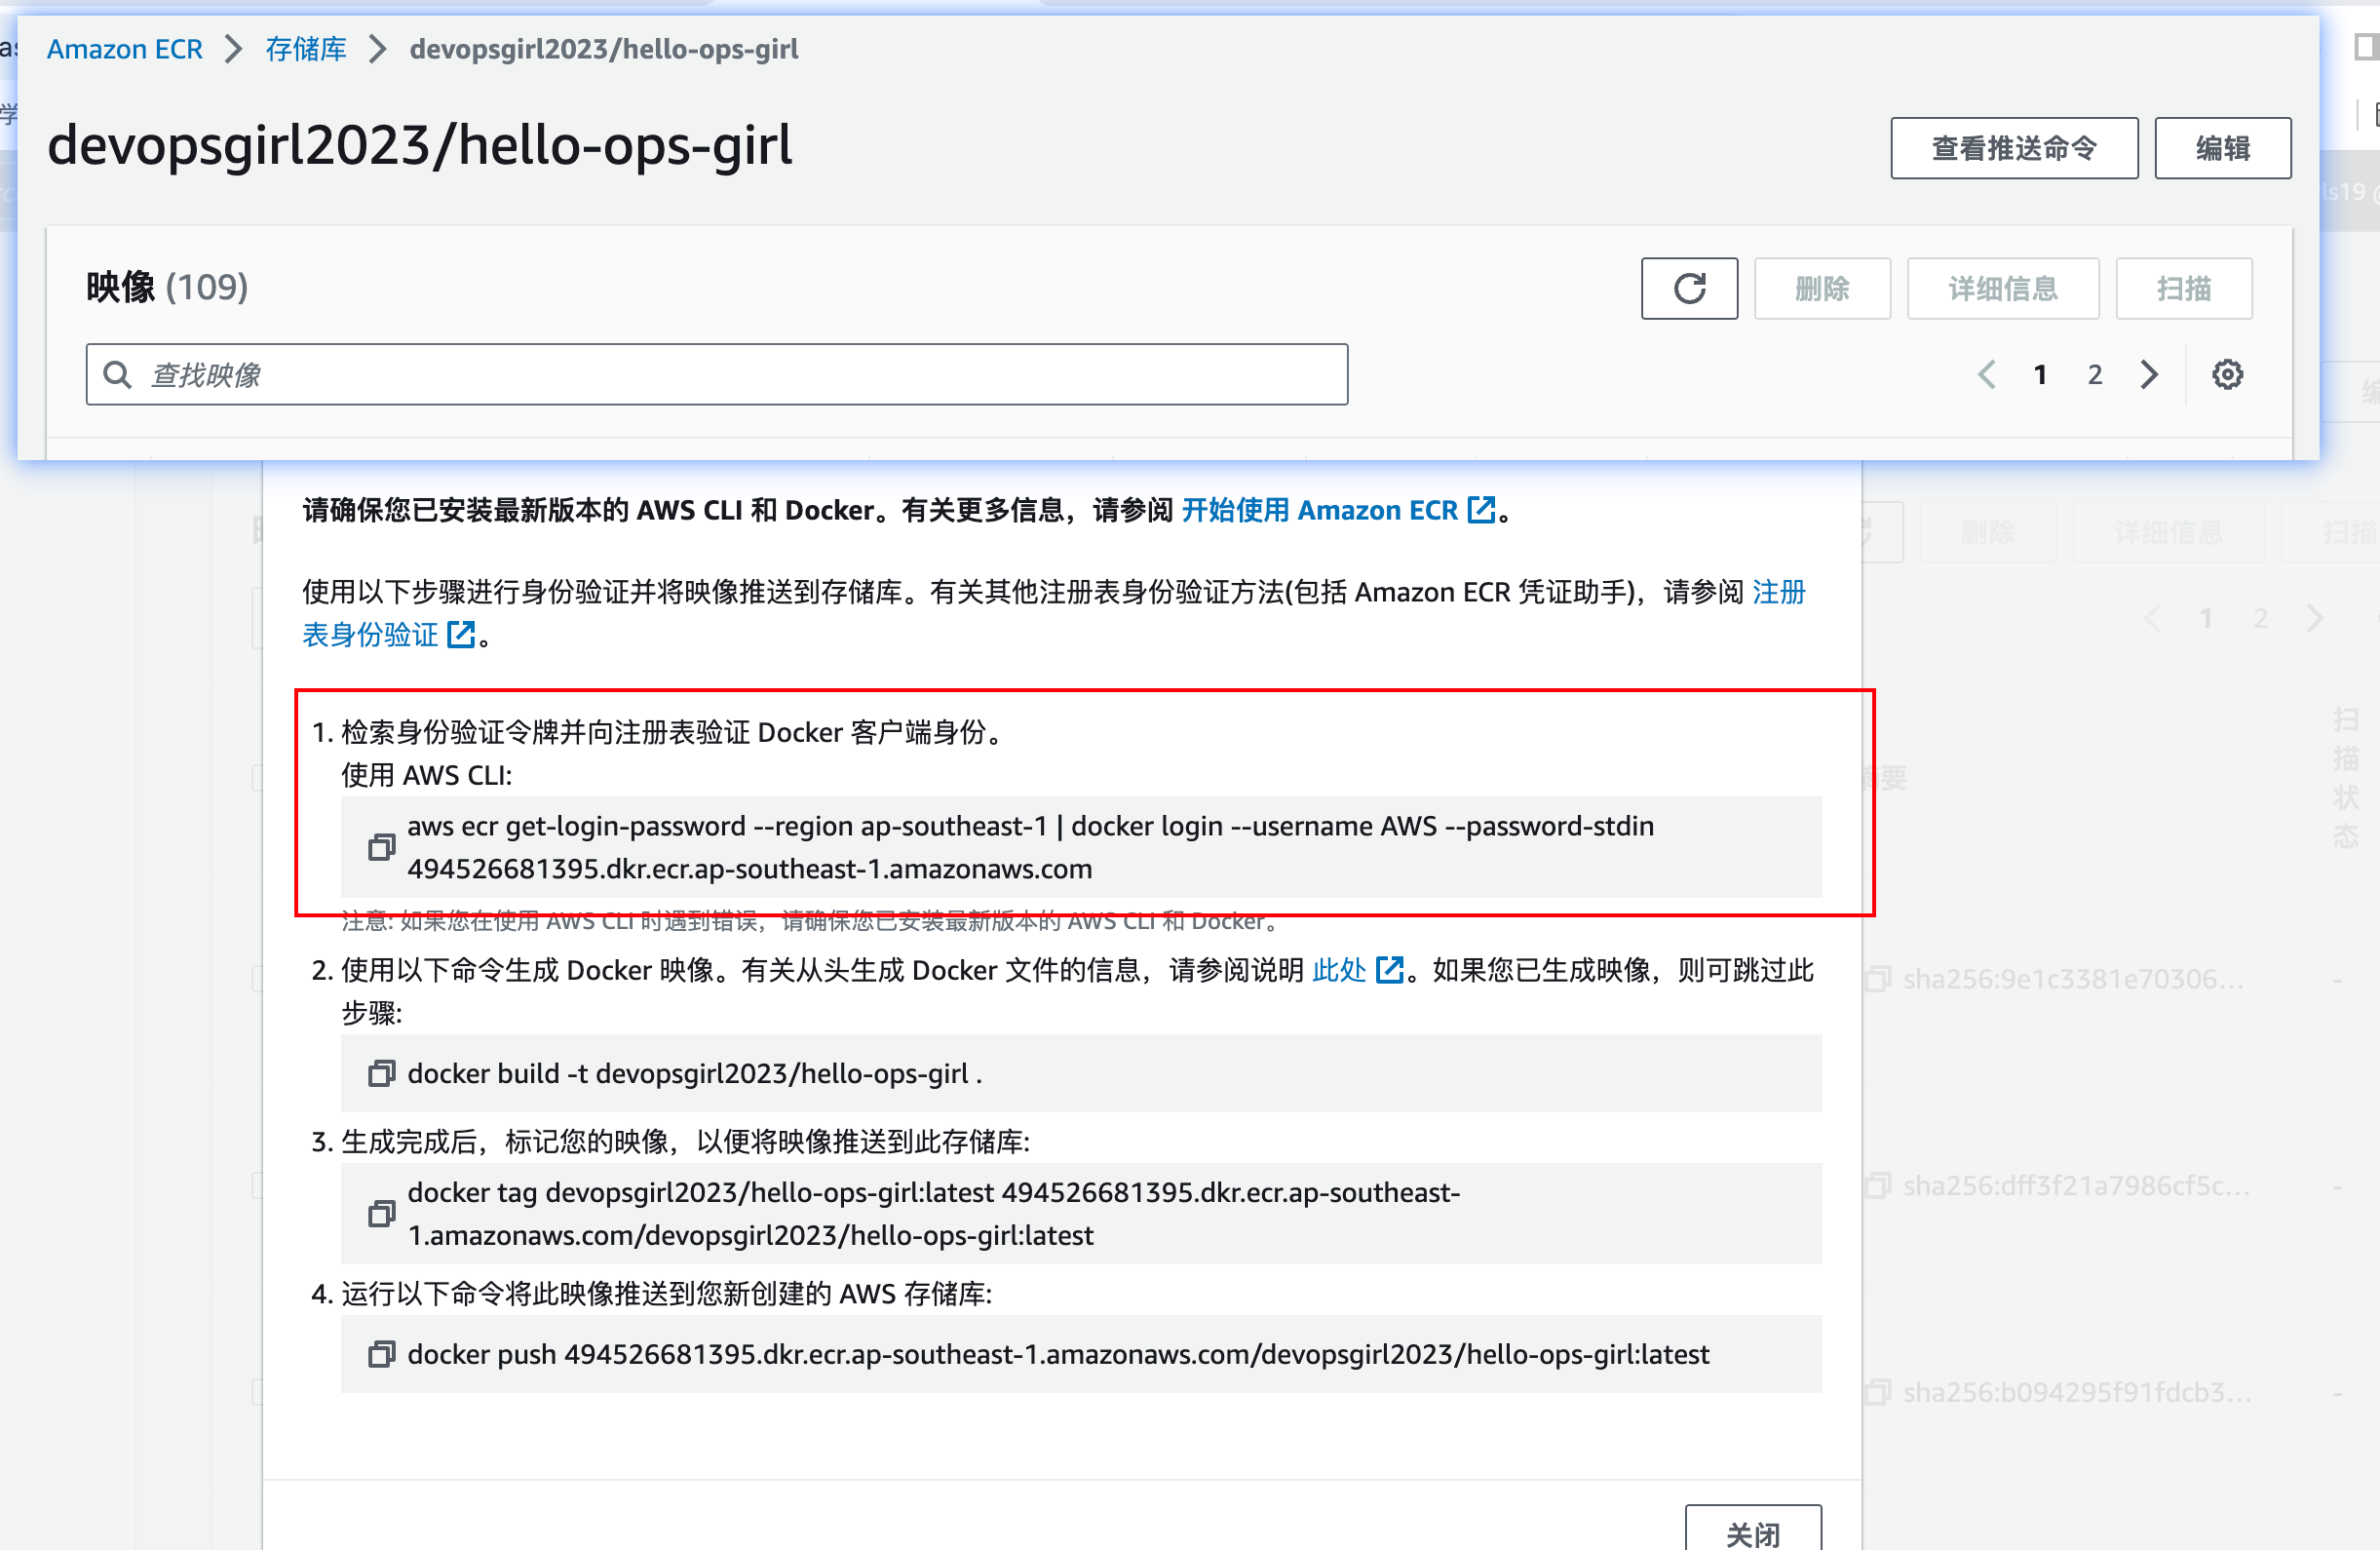 Amazon ECR > 存储库 > devopsgirl2023/hello-ops-girl
devopsgirl2023/hello-ops-girl
查看推送命令
编辑
映像 (109)
删除
详细信息
扫描
查找映像
1 2
请确保您已安装最新版本的 AWS CLI 和 Docker。有关更多信息，请参阅 开始使用 Amazon ECR 。
使用以下步骤进行身份验证并将映像推送到存储库。有关其他注册表身份验证方法(包括 Amazon ECR 凭证助手)，请参阅 注册
表身份验证 。
1. 检索身份验证令牌并向注册表验证 Docker 客户端身份。
使用 AWS CLI:
aws ecr get-login-password --region ap-southeast-1 | docker login --username AWS --password-stdin
494526681395.dkr.ecr.ap-southeast-1.amazonaws.com
注意: 如果您在使用 AWS CLI 时遇到错误，请确保您已安装最新版本的 AWS CLI 和 Docker。
2. 使用以下命令生成 Docker 映像。有关从头生成 Docker 文件的信息，请参阅说明 此处 。如果您已生成映像，则可跳过此
步骤:
docker build -t devopsgirl2023/hello-ops-girl .
3. 生成完成后，标记您的映像，以便将映像推送到此存储库:
docker tag devopsgirl2023/hello-ops-girl:latest 494526681395.dkr.ecr.ap-southeast-
1.amazonaws.com/devopsgirl2023/hello-ops-girl:latest
4. 运行以下命令将此映像推送到您新创建的 AWS 存储库:
docker push 494526681395.dkr.ecr.ap-southeast-1.amazonaws.com/devopsgirl2023/hello-ops-girl:latest
关闭
删除
详细信息
扫描
1 2
摘要
扫描状态
sha256:9e1c3381e70306...
-
sha256:dff3f21a7986cf5c...
-
sha256:b094295f91fdcb3...
-